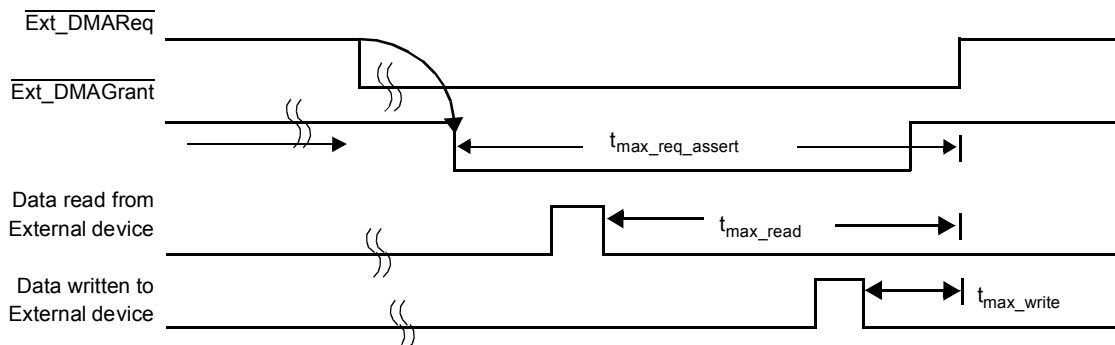 Ext_DMAReq
Ext_DMAGrant
t_max_req_assert
Data read from
External device
t_max_read
Data written to
External device
t_max_write